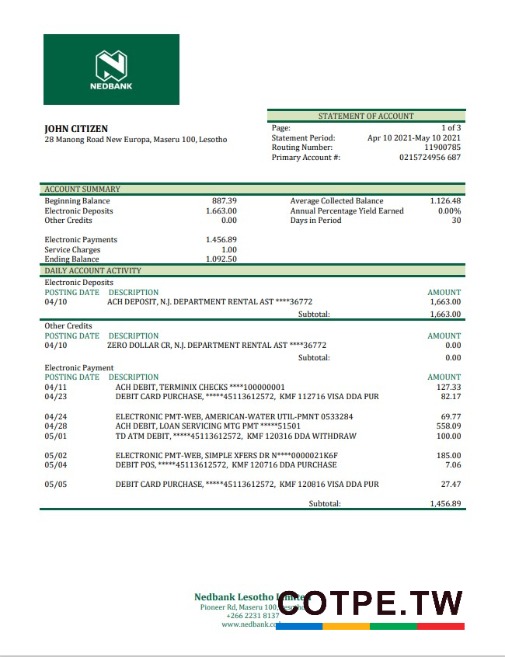 NEDBANK
STATEMENT OF ACCOUNT
JOHN CITIZEN
28 Manong Road New Europa, Maseru 100, Lesotho
Page: 1 of 3
Statement Period: Apr 10 2021-May 10 2021
Routing Number: 11900785
Primary Account #: 0215724956 687
ACCOUNT SUMMARY
Beginning Balance 887.39 Average Collected Balance 1.126.48
Electronic Deposits 1.663.00 Annual Percentage Yield Earned 0.00%
Other Credits 0.00 Days in Period 30
Electronic Payments 1.456.89
Service Charges 1.00
Ending Balance 1.092.50
DAILY ACCOUNT ACTIVITY
Electronic Deposits
POSTING DATE DESCRIPTION AMOUNT
04/10 ACH DEPOSIT, N.J. DEPARTMENT RENTAL AST ****36772 1,663.00
Subtotal: 1,663.00
Other Credits
POSTING DATE DESCRIPTION AMOUNT
04/10 ZERO DOLLAR CR, N.J. DEPARTMENT RENTAL AST ****36772 0.00
Subtotal: 0.00
Electronic Payment
POSTING DATE DESCRIPTION AMOUNT
04/11 ACH DEBIT, TERMINIX CHECKS ****100000001 127.33
04/23 DEBIT CARD PURCHASE, *****45113612572, KMF 112716 VISA DDA PUR 82.17
04/24 ELECTRONIC PMT-WEB, AMERICAN-WATER UTIL-PMNT 0533284 69.77
04/28 ACH DEBIT, LOAN SERVICING MTG PMT ****51501 558.09
05/01 TD ATM DEBIT, *****45113612572, KMF 120316 DDA WITHDRAW 100.00
05/02 ELECTRONIC PMT-WEB, SIMPLE XFERS DR N****0000021K6F 185.00
05/04 DEBIT POS, *****45113612572, KMF 120716 DDA PURCHASE 7.06
05/05 DEBIT CARD PURCHASE, *****45113612572, KMF 120816 VISA DDA PUR 27.47
Subtotal: 1,456.89
Nedbank Lesotho Limited
Pioneer Rd, Maseru 100, Lesotho
+266 2231 8137
www.nedbank.co
COTPE.TW